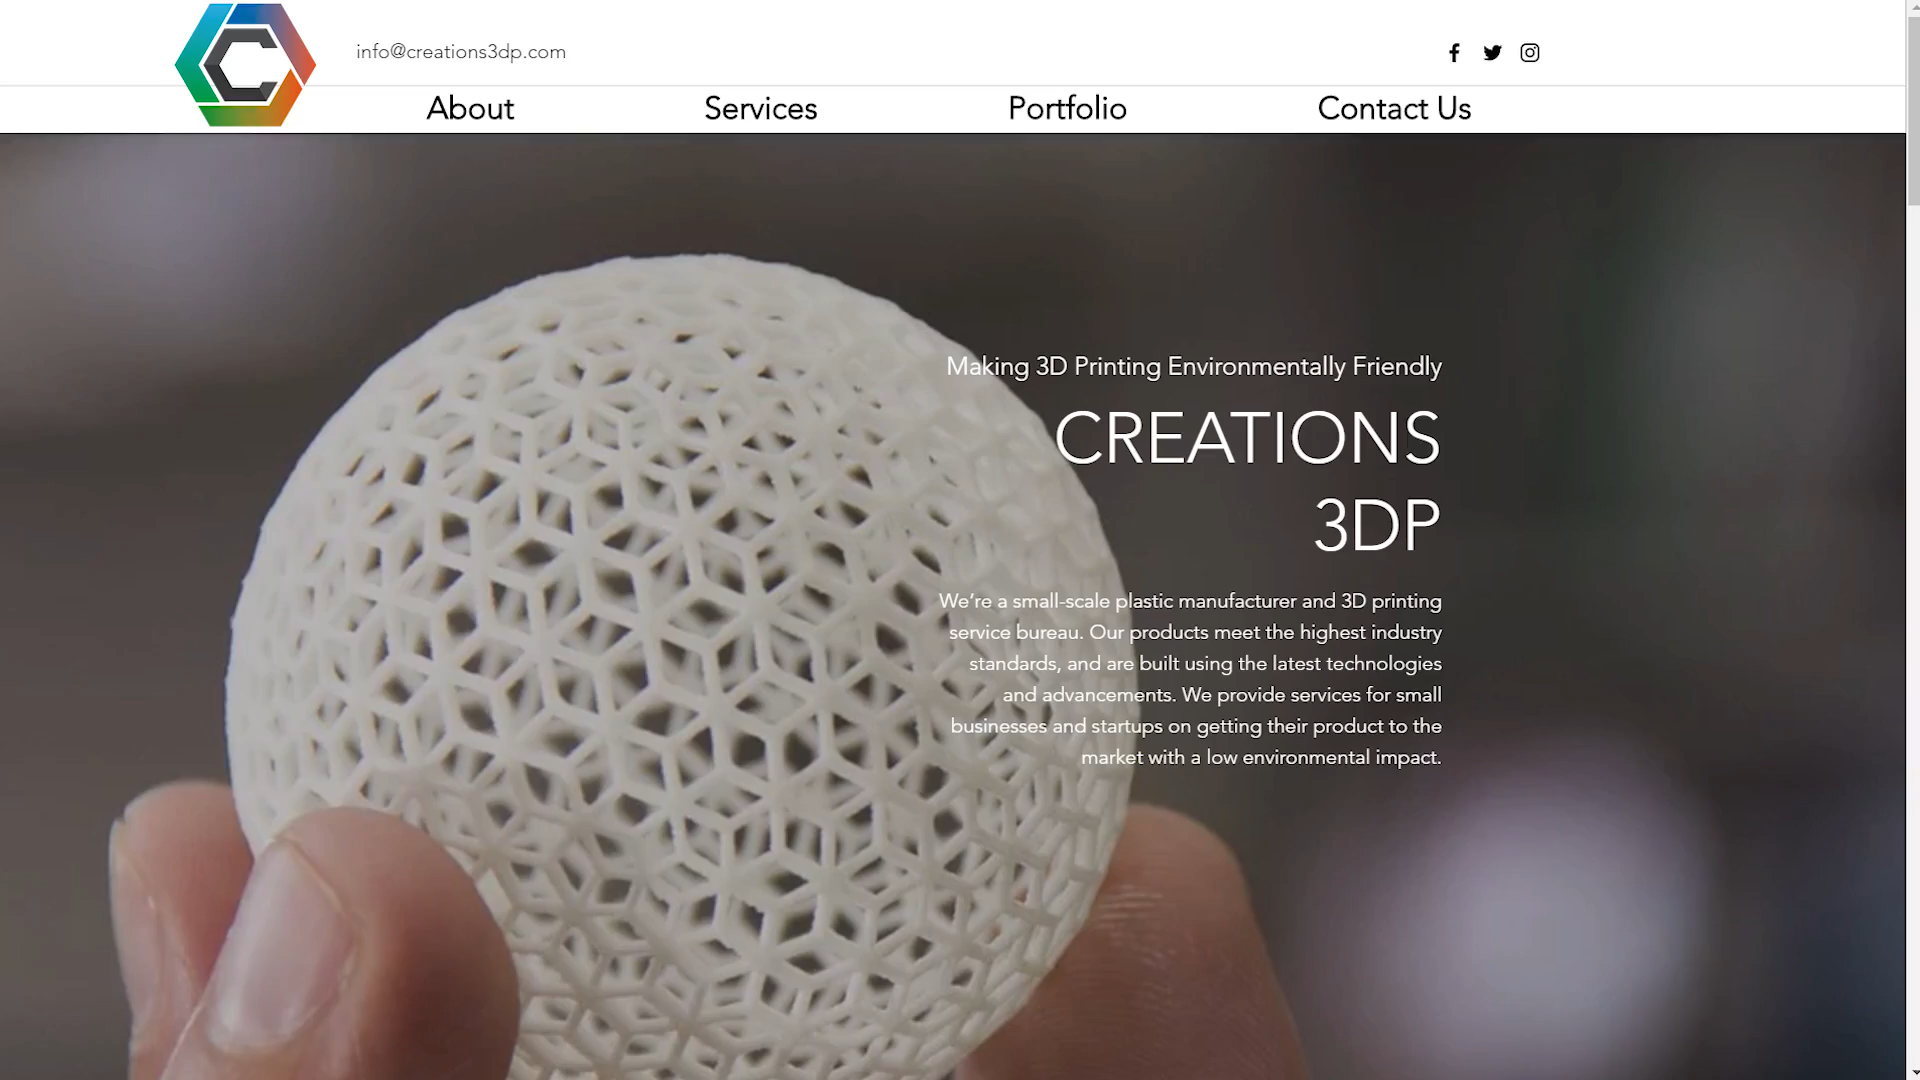 info@creations3dp.com
About
Services
Portfolio
Contact Us
Making 3D Printing Environmentally Friendly
CREATIONS
3DP
We’re a small-scale plastic manufacturer and 3D printing
service bureau. Our products meet the highest industry
standards, and are built using the latest technologies
and advancements. We provide services for small
businesses and startups on getting their product to the
market with a low environmental impact.